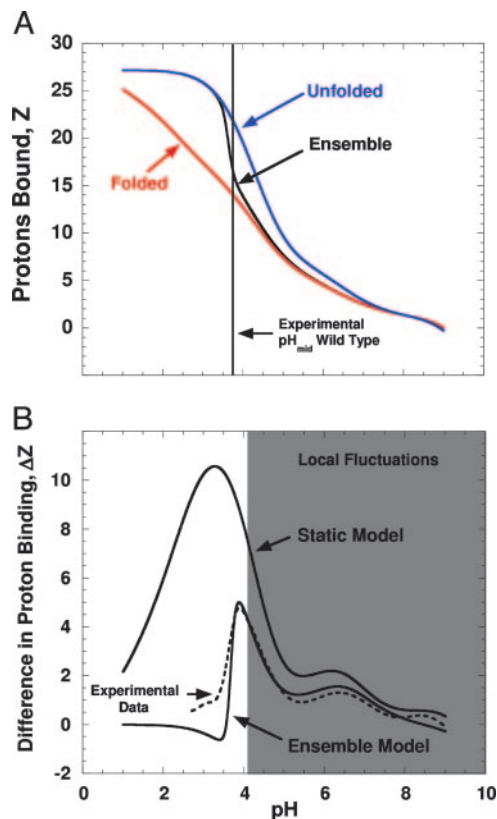 A
30
25
20
15
10
5
0
Protons Bound, Z
Unfolded
Ensemble
Folded
Experimental
pHmid Wild Type
B
10
8
6
4
2
0
-2
Difference in Proton Binding, ΔZ
Local Fluctuations
Static Model
Experimental
Data
Ensemble Model
0 2 4 6 8 10
pH